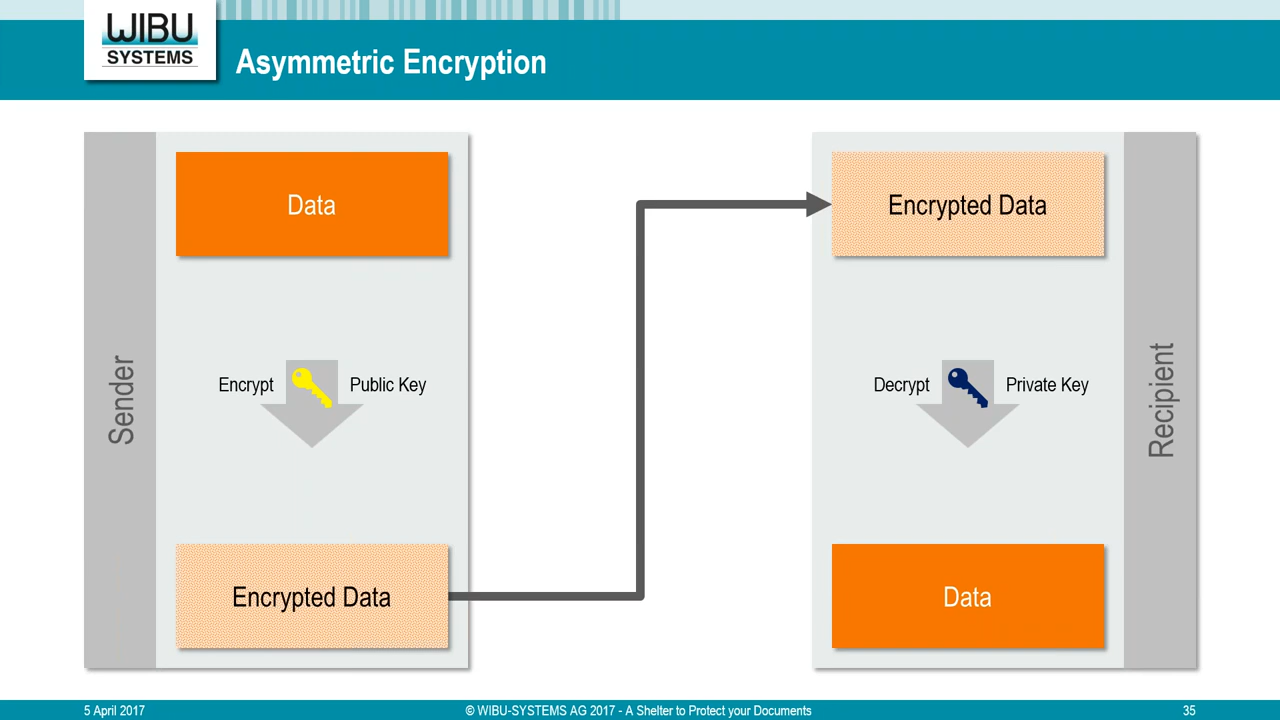 WIBU
SYSTEMS
Asymmetric Encryption
Sender
Data
Encrypt
Public Key
Encrypted Data
Encrypted Data
Decrypt
Private Key
Data
Recipient
5 April 2017
© WIBU-SYSTEMS AG 2017 - A Shelter to Protect your Documents
35